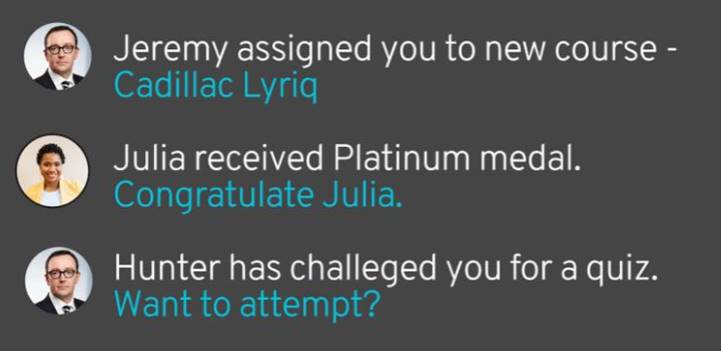 Jeremy assigned you to new course -
Cadillac Lyriq
Julia received Platinum medal.
Congratulate Julia.
Hunter has challeged you for a quiz.
Want to attempt?